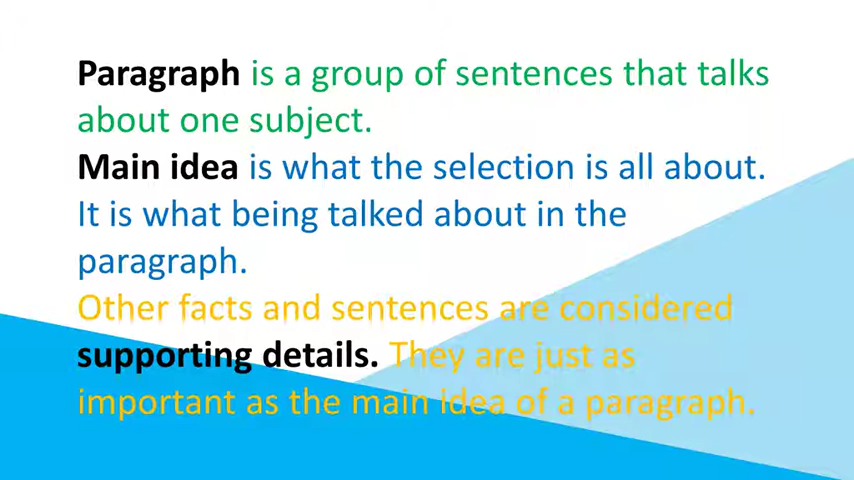 Paragraph is a group of sentences that talks
about one subject.
Main idea is what the selection is all about.
It is what being talked about in the
paragraph.
Other facts and sentences are considered
supporting details. They are just as
important as the main idea of a paragraph.